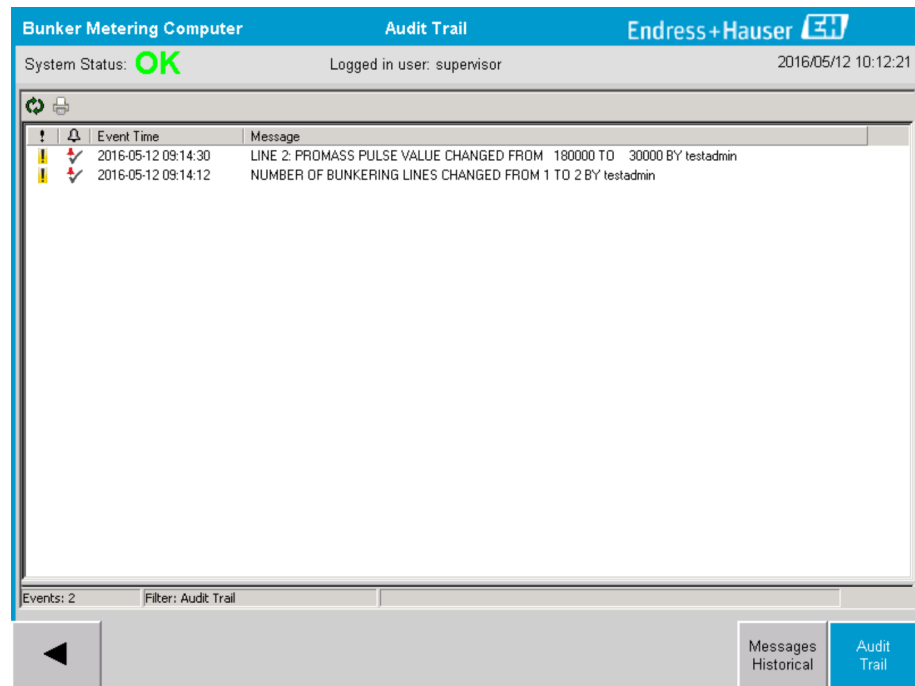 Bunker Metering Computer Audit Trail Endress+Hauser EH
System Status: OK Logged in user: supervisor 2016/05/12 10:12:21
! Event Time Message
! 2016-05-12 09:14:30 LINE 2: PROMASS PULSE VALUE CHANGED FROM 180000 TO 30000 BY testadmin
! 2016-05-12 09:14:12 NUMBER OF BUNKERING LINES CHANGED FROM 1 TO 2 BY testadmin
Events: 2 Filter: Audit Trail
Messages Audit
Historical Trail